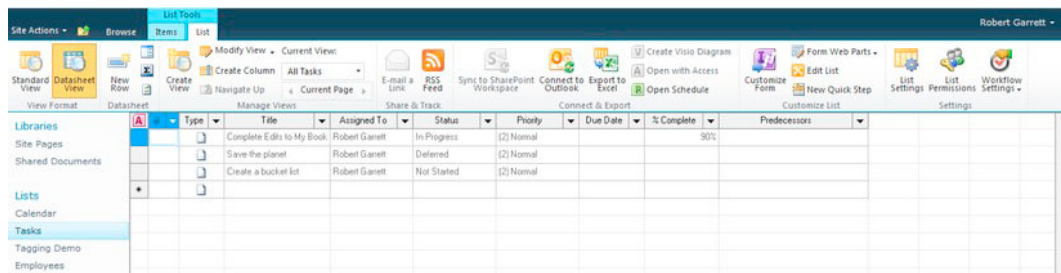 List Tools
Site Actions Browse Items List Robert Garrett
Standard View Datasheet View New Row Create View Modify View Current View: E-mail a Link RSS Feed Sync to SharePoint Workspace Connect to Outlook Export to Excel Create Visio Diagram Customize Form Form Web Parts List Settings List Permissions Workflow Settings
Create Column All Tasks Open with Access Edit List
Navigate Up Current Page Open Schedule New Quick Step
View Format Datasheet Manage Views Share & Track Connect & Export Customize List Settings
Libraries
Site Pages
Shared Documents
Lists
Calendar
Tasks
Tagging Demo
Employees
Type Title Assigned To Status Priority Due Date % Complete Predecessors
Complete Edits to My Book Robert Garrett In Progress (2) Normal 90%
Save the planet Robert Garrett Deferred (2) Normal
Create a bucket list Robert Garrett Not Started (2) Normal